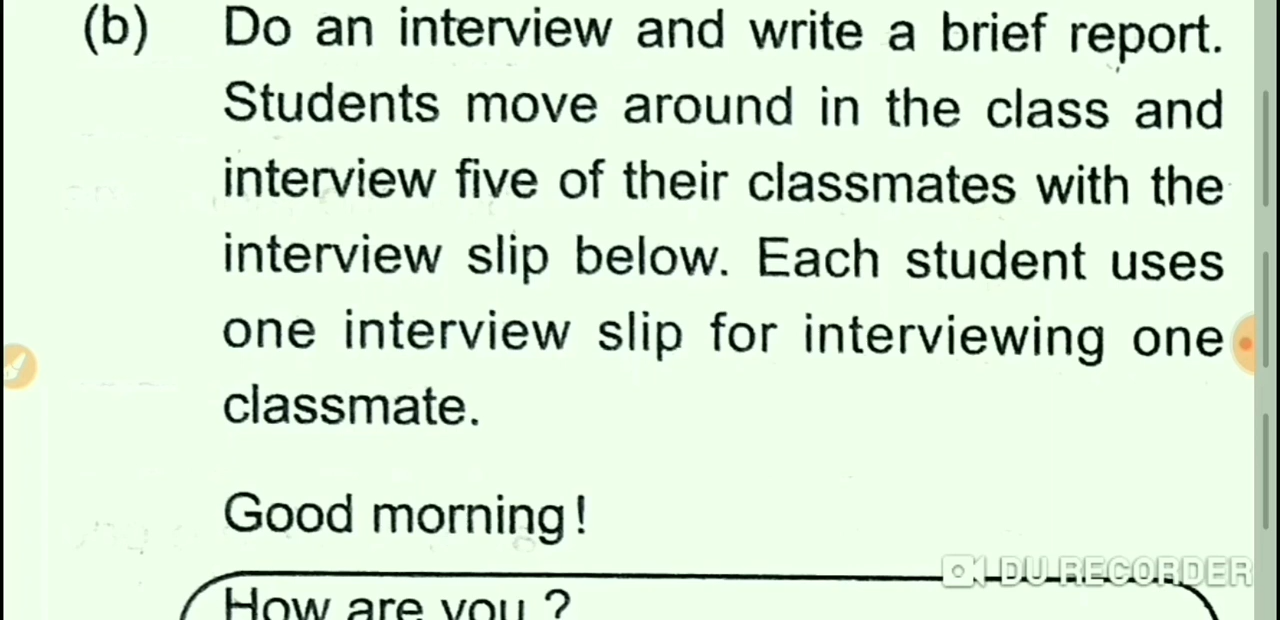 (b) Do an interview and write a brief report.
Students move around in the class and
interview five of their classmates with the
interview slip below. Each student uses
one interview slip for interviewing one
classmate.
Good morning!
How are you ?
DU RECORDER